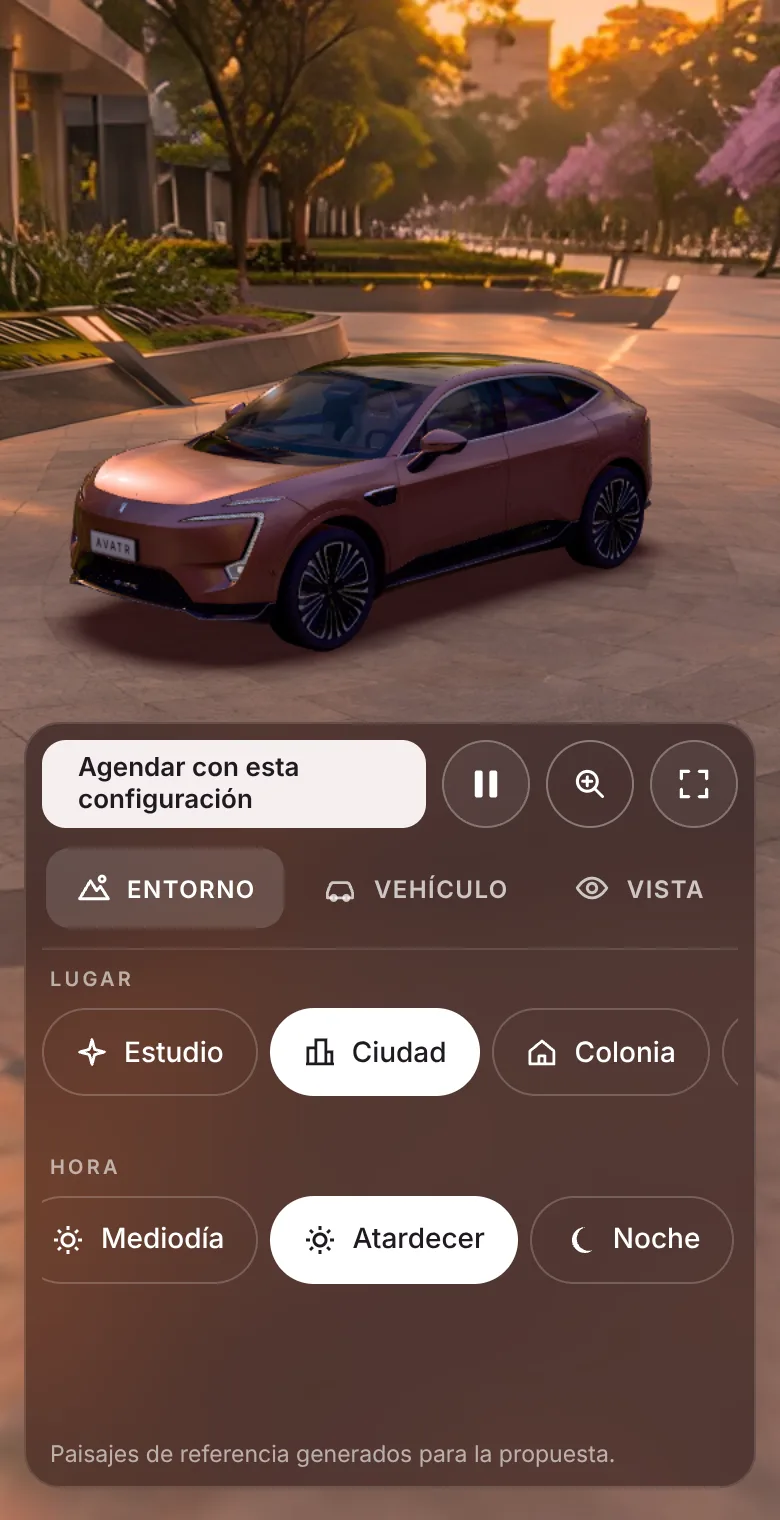 AVATR
Agendar con esta
configuración
ENTORNO
VEHÍCULO
VISTA
LUGAR
Estudio
Ciudad
Colonia
HORA
Mediodía
Atardecer
Noche
Paisajes de referencia generados para la propuesta.